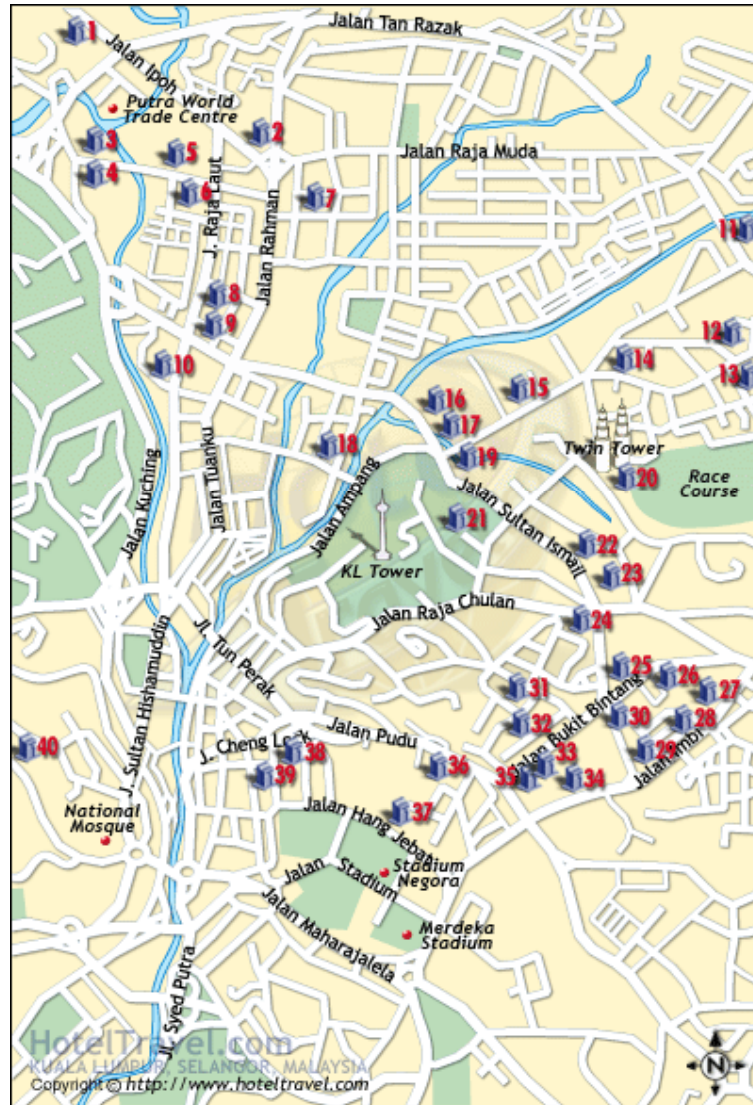 Jalan Tan Razak
1
Jalan Ipoh
Putra World
Trade Centre
2
3
5
Jalan Raja Muda
4
6
7
J. Raja Laut
Jalan Rahman
11
8
9
12
10
14
13
15
16
17
18
19
Twin Tower
20
Race
Course
Jalan Kuching
Jalan Tuanku
Jalan Ampang
21
Jalan Sultan Ismail
22
KL Tower
23
Jalan Raja Chulan
24
Jl. Tun Perak
25
26
31
27
Jalan Bukit Bintang
30
28
32
J. Sultan Hishamuddin
40
J. Cheng Lock
Jalan Pudu
38
29
Jalan Imbi
33
36
39
35
34
National
Mosque
37
Jalan Hang Jebat
Jalan Stadium
Stadium
Negora
Merdeka
Stadium
Jalan Maharajalela
Jl. Syed Putra
HotelTravel.com
KUALA LUMPUR, SELANGOR, MALAYSIA
Copyright © http://www.hoteltravel.com
N